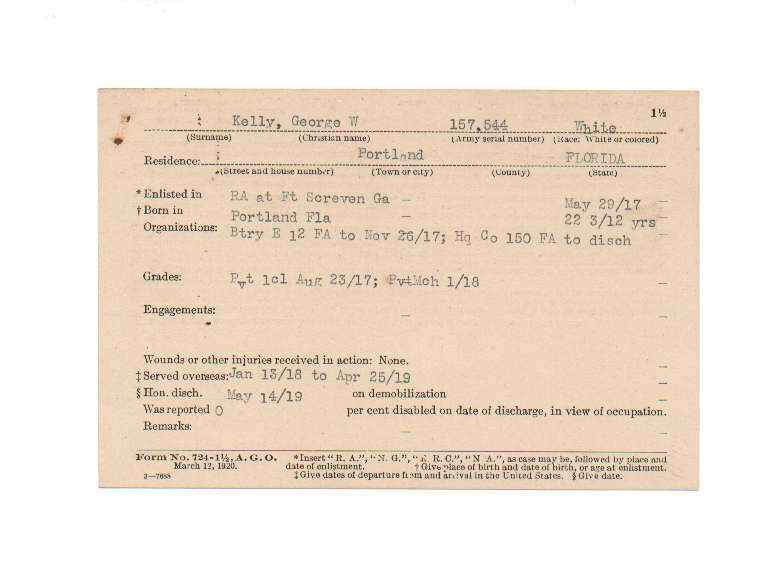 1½
Kelly, George W 157,544 White
(Surname) (Christian name) (Army serial number) (Race: White or colored)
Residence: Portland FLORIDA
(Street and house number) (Town or city) (County) (State)
* Enlisted in RA at Ft Screven Ga – May 29/17 –
† Born in Portland Fla – 22 3/12 yrs –
Organizations: Btry E 12 FA to Nov 26/17; Hq Co 150 FA to disch –
Grades: Pvt 1cl Aug 23/17; Pvt Mch 1/18 –
Engagements: –
Wounds or other injuries received in action: None. –
‡ Served overseas: Jan 13/18 to Apr 25/19 –
§ Hon. disch. May 14/19 on demobilization –
Was reported 0 per cent disabled on date of discharge, in view of occupation.
Remarks: – –
Form No. 724-1½, A. G. O. * Insert "R. A.", "N. G.", "E. R. C.", "N. A.", as case may be, followed by place and
March 12, 1920. date of enlistment. † Give place of birth and date of birth, or age at enlistment.
3—7688 ‡ Give dates of departure from and arrival in the United States. § Give date.